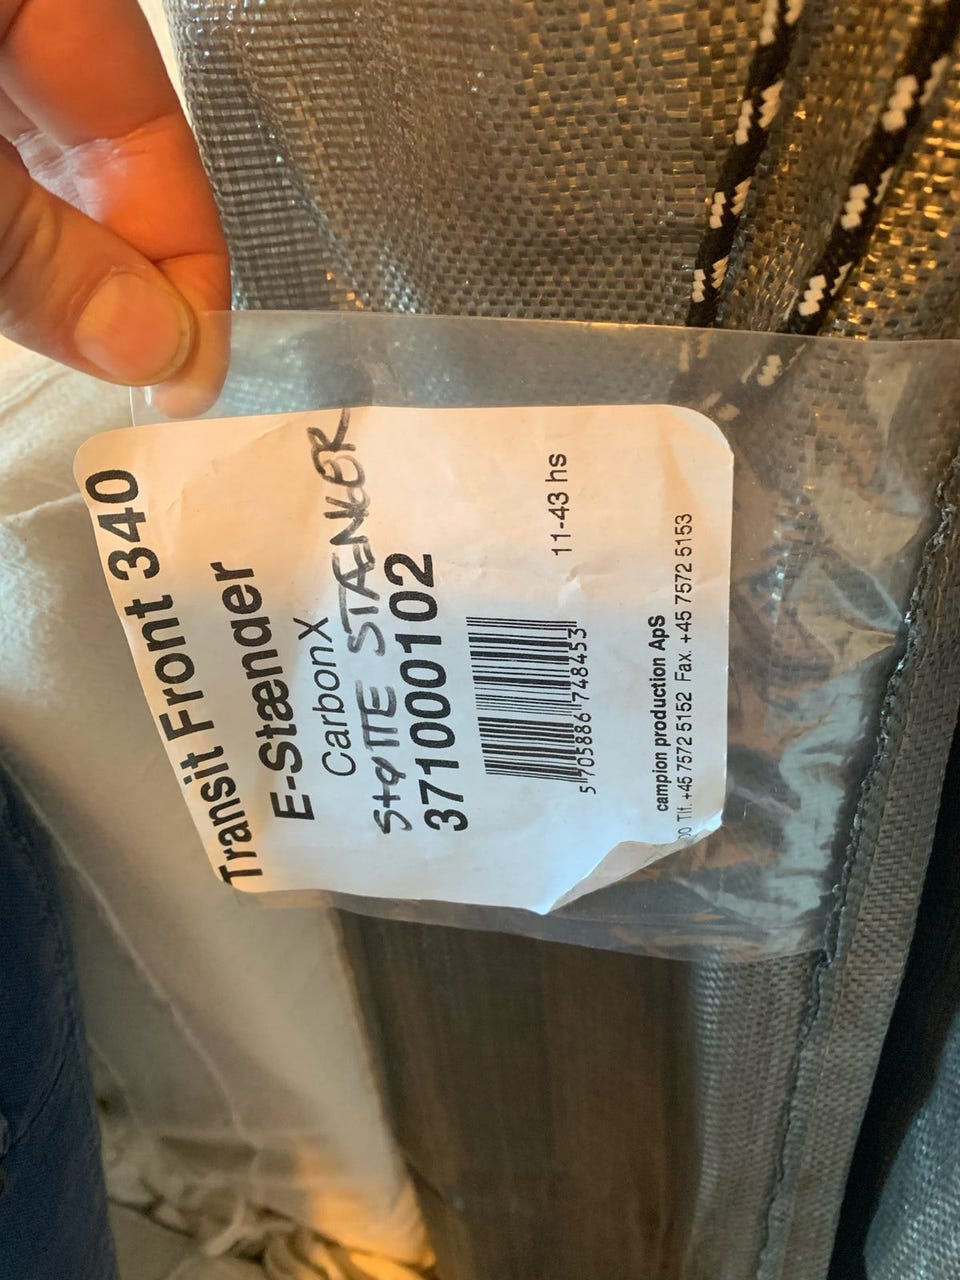 Transit Front 340
E-Stænger
CarbonX
StøTTE STÆNGER
3710000102
5 705886 748453
11-43 hs
campion production ApS
Tlf. +45 7572 5152 Fax. +45 7572 5153